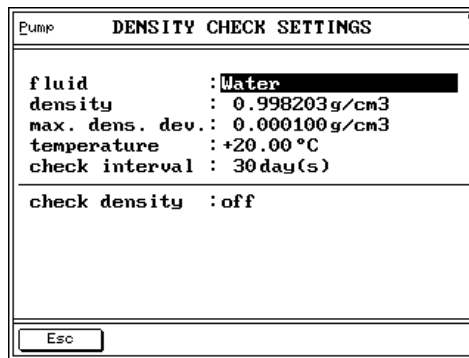 Pump DENSITY CHECK SETTINGS
fluid :Water
density : 0.998203g/cm3
max. dens. dev.: 0.000100g/cm3
temperature :+20.00°C
check interval : 30day(s)
check density :off
Esc